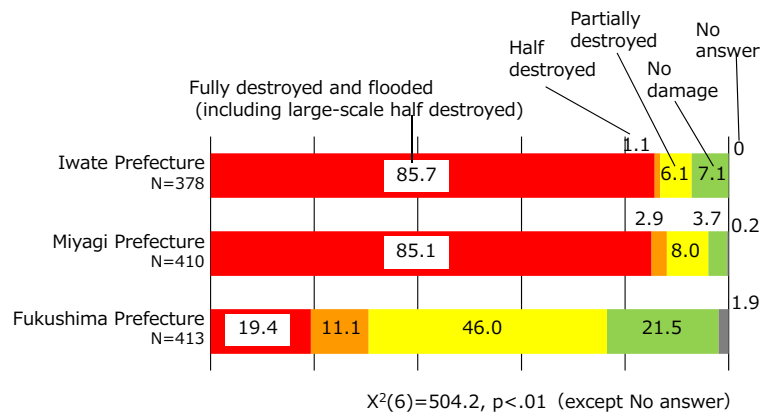 Partially
destroyed
No
answer
Half
destroyed
No
damage
Fully destroyed and flooded
(including large-scale half destroyed)
Iwate Prefecture
N=378
85.7
1.1
6.1
7.1
0
Miyagi Prefecture
N=410
85.1
2.9
8.0
3.7
0.2
Fukushima Prefecture
N=413
19.4
11.1
46.0
21.5
1.9
X²(6)=504.2, p<.01（except No answer）